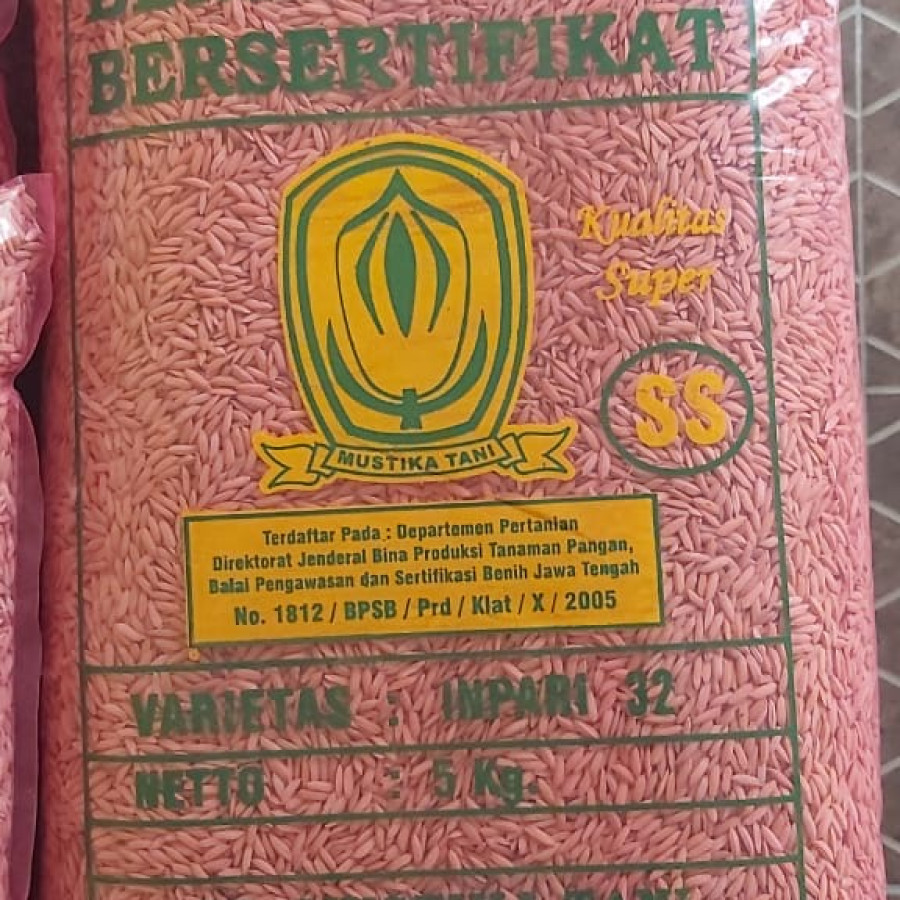 BERSERTIFIKAT
Kualitas
Super
SS
MUSTIKA TANI
Terdaftar Pada : Departemen Pertanian
Direktorat Jenderal Bina Produksi Tanaman Pangan,
Balai Pengawasan dan Sertifikasi Benih Jawa Tengah
No. 1812 / BPSB / Prd / Klat / X / 2005
VARIETAS : INPARI 32
NETTO : 5 Kg.